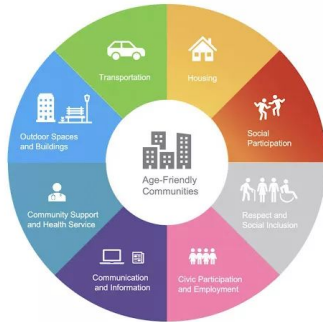 Transportation
Housing
Social
Participation
Respect and
Social Inclusion
Civic Participation
and Employment
Communication
and Information
Community Support
and Health Service
Outdoor Spaces
and Buildings
Age-Friendly
Communities